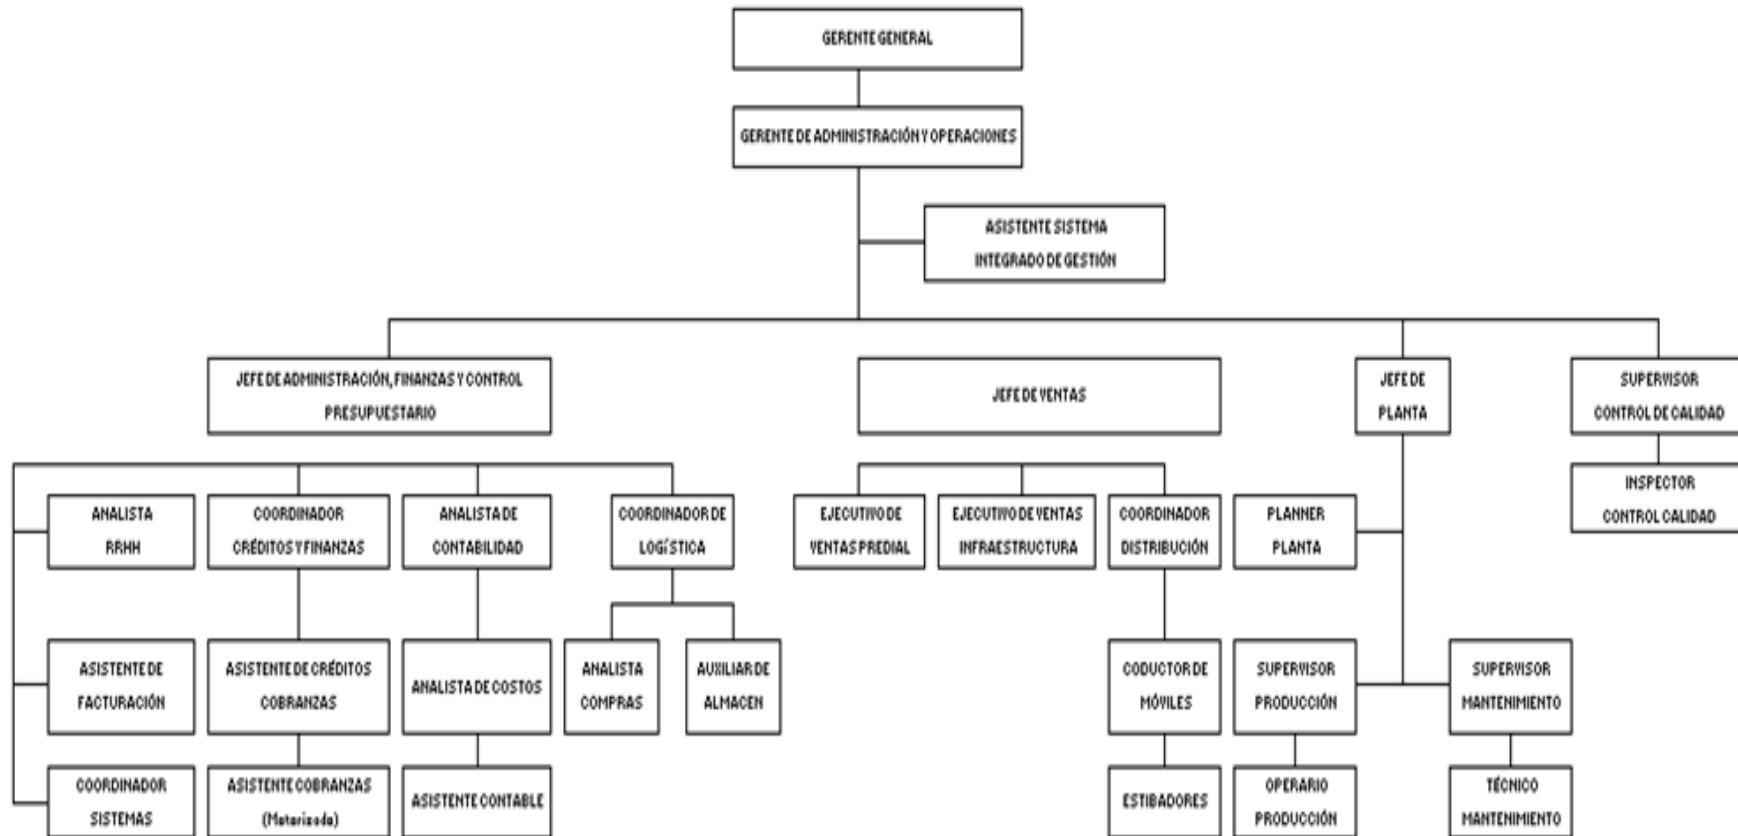 GERENTE GENERAL
GERENTE DE ADMINISTRACIÓN Y OPERACIONES
ASISTENTE SISTEMA
INTEGRADO DE GESTIÓN
JEFE DE ADMINISTRACIÓN, FINANZAS Y CONTROL
PRESUPUESTARIO
JEFE DE VENTAS
JEFE DE
PLANTA
SUPERVISOR
CONTROL DE CALIDAD
INSPECTOR
CONTROL CALIDAD
ANALISTA
RRHH
COORDINADOR
CRÉDITOS Y FINANZAS
ANALISTA DE
CONTABILIDAD
COORDINADOR DE
LOGÍSTICA
EJECUTIVO DE
VENTAS PREDIAL
EJECUTIVO DE VENTAS
INFRAESTRUCTURA
COORDINADOR
DISTRIBUCIÓN
PLANNER
PLANTA
ASISTENTE DE
FACTURACIÓN
ASISTENTE DE CRÉDITOS
COBRANZAS
ANALISTA DE COSTOS
ANALISTA
COMPRAS
AUXILIAR DE
ALMACEN
CODUCTOR DE
MÓVILES
SUPERVISOR
PRODUCCIÓN
SUPERVISOR
MANTENIMIENTO
COORDINADOR
SISTEMAS
ASISTENTE COBRANZAS
(Motorizado)
ASISTENTE CONTABLE
ESTIBADORES
OPERARIO
PRODUCCIÓN
TÉCNICO
MANTENIMIENTO